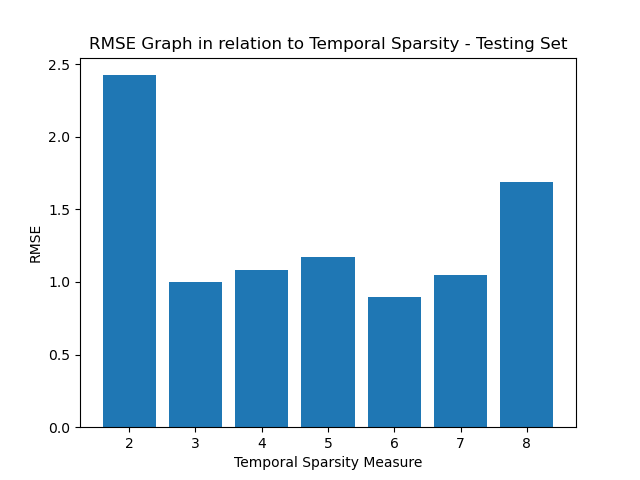 RMSE Graph in relation to Temporal Sparsity - Testing Set
2.5
2.0
1.5
1.0
0.5
0.0
RMSE
2 3 4 5 6 7 8
Temporal Sparsity Measure